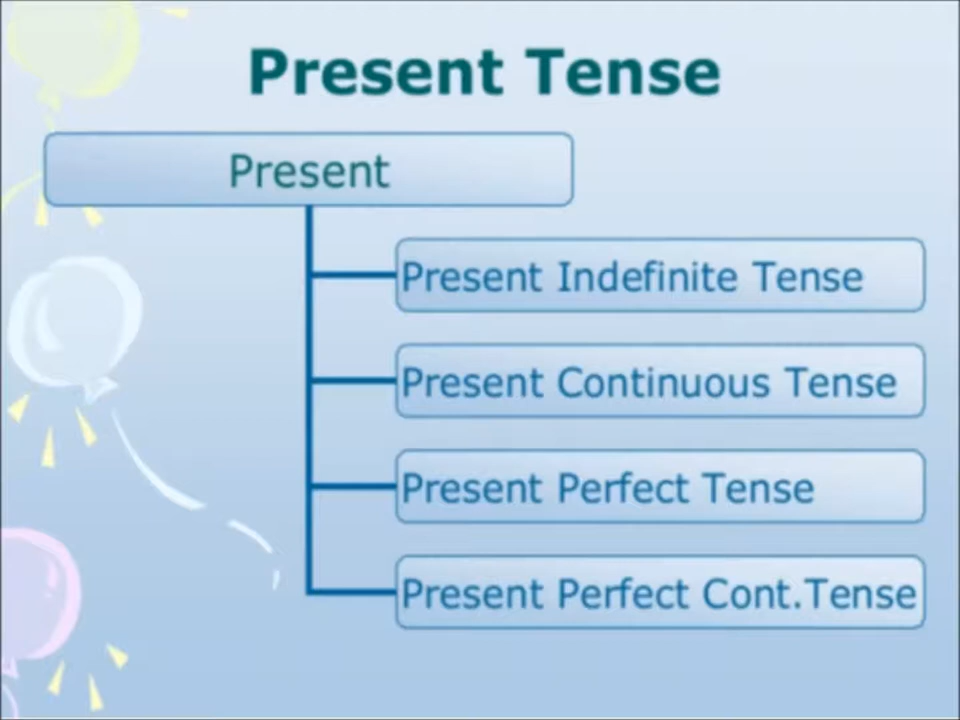 Present Tense
Present
Present Indefinite Tense
Present Continuous Tense
Present Perfect Tense
Present Perfect Cont.Tense